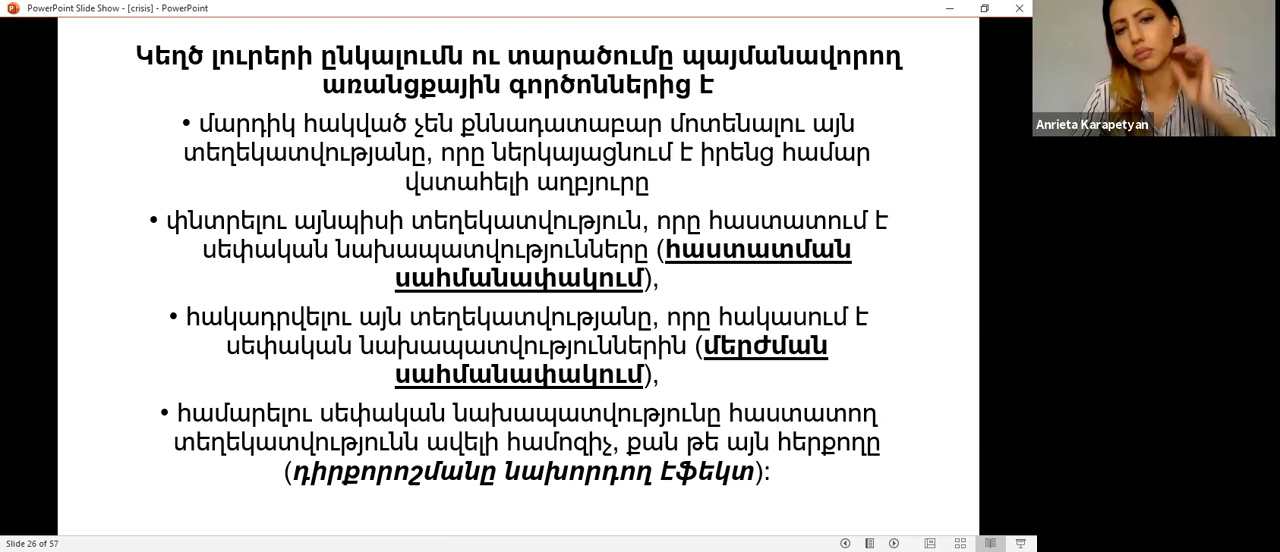 PowerPoint Slide Show - [crisis] - PowerPoint
Կեղծ լուրերի ընկալումն ու տարածումը պայմանավորող
առանցքային գործոններից է
• մարդիկ հակված չեն քննադատաբար մոտենալու այն
տեղեկատվությանը, որը ներկայացնում է իրենց համար
վստահելի աղբյուրը
• փնտրելու այնպիսի տեղեկատվություն, որը հաստատում է
սեփական նախապատվությունները (հաստատման
սահմանափակում),
• հակադրվելու այն տեղեկատվությանը, որը հակասում է
սեփական նախապատվություններին (մերժման
սահմանափակում),
• համարելու սեփական նախապատվությունը հաստատող
տեղեկատվությունն ավելի համոզիչ, քան թե այն հերքողը
(դիրքորոշմանը նախորդող էֆեկտ):
Anrieta Karapetyan
Slide 26 of 57